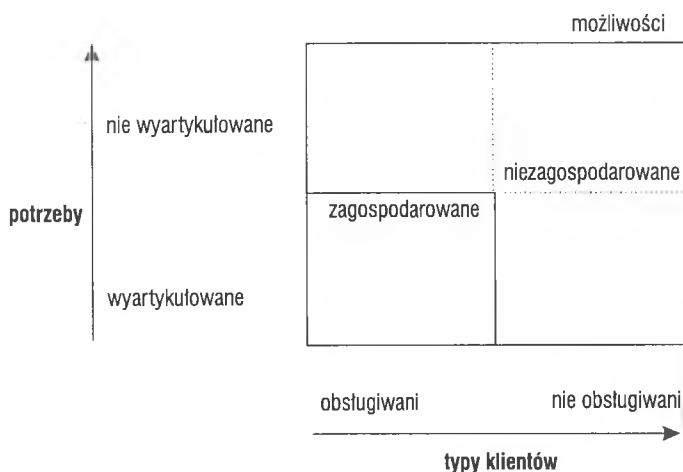 możliwości
nie wyartykułowane
niezagospodarowane
potrzeby
zagospodarowane
wyartykułowane
obsługiwani
nie obsługiwani
typy klientów